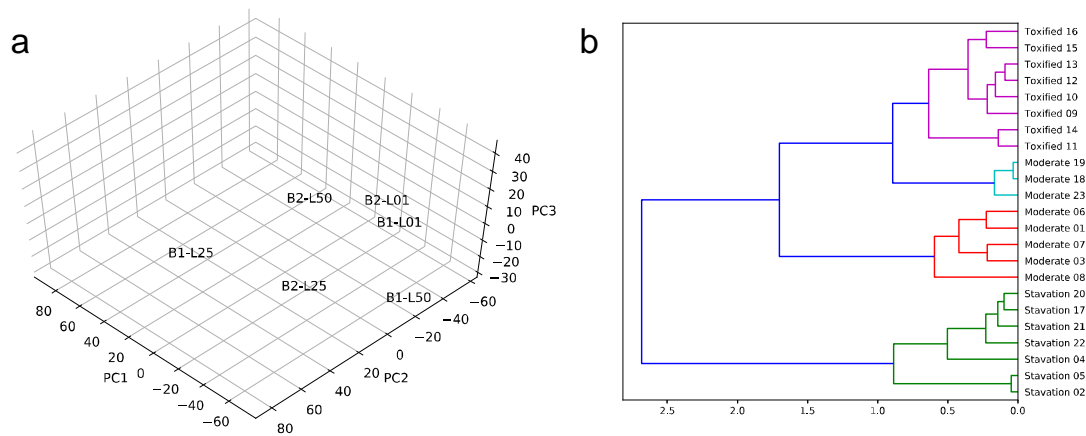 a
B2-L50
B2-L01
B1-L01
B1-L25
B2-L25
B1-L50
80
60
40
20
0
−20
−40
−60
PC1
80
60
40
20
0
−20
−40
−60
PC2
40
30
20
10
0
−10
−20
−30
PC3
b
Toxified 16
Toxified 15
Toxified 13
Toxified 12
Toxified 10
Toxified 09
Toxified 14
Toxified 11
Moderate 19
Moderate 18
Moderate 23
Moderate 06
Moderate 01
Moderate 07
Moderate 03
Moderate 08
Stavation 20
Stavation 17
Stavation 21
Stavation 22
Stavation 04
Stavation 05
Stavation 02
2.5 2.0 1.5 1.0 0.5 0.0